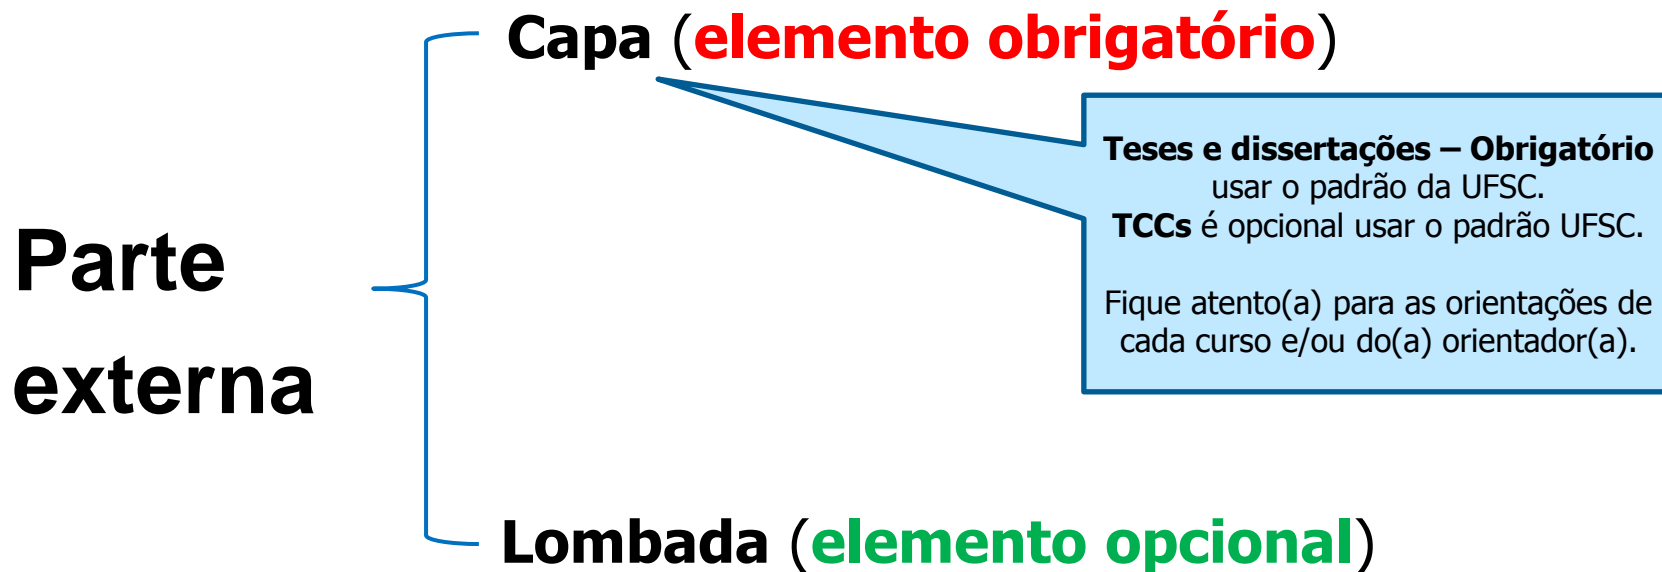 Capa (elemento obrigatório)
Teses e dissertações – Obrigatório
usar o padrão da UFSC.
TCCs é opcional usar o padrão UFSC.
Fique atento(a) para as orientações de
cada curso e/ou do(a) orientador(a).
Parte
externa
Lombada (elemento opcional)